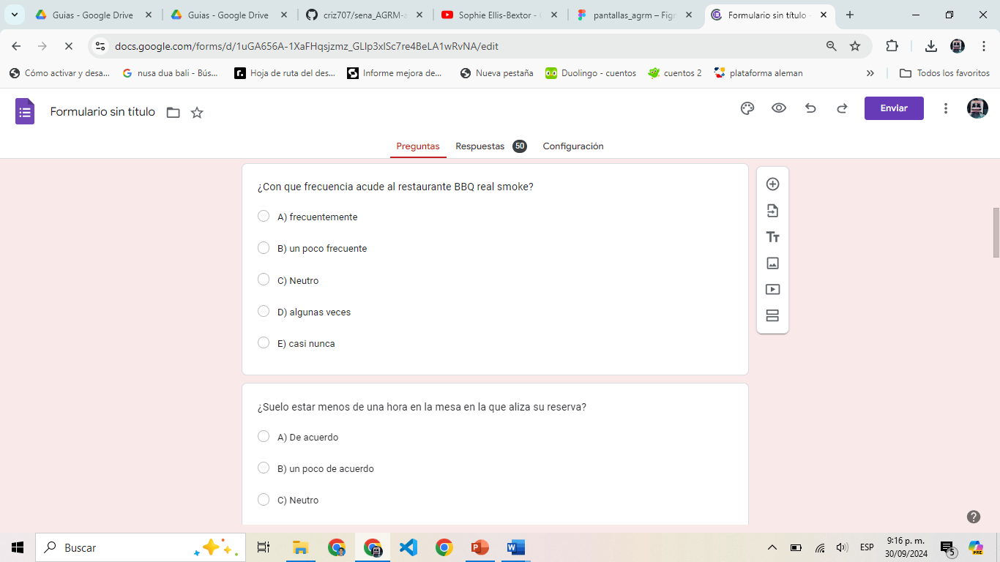 Guias - Google Drive
Guias - Google Drive
criz707/sena_AGRM-a
Sophie Ellis-Bextor -
pantallas_agrm – Figm
Formulario sin título -
docs.google.com/forms/d/1uGA656A-1XaFHqsjzmz_GLIp3xISc7re4BeLA1wRvNA/edit
Cómo activar y desa...
nusa dua bali - Bús...
Hoja de ruta del des...
Informe mejora de...
Nueva pestaña
Duolingo - cuentos
cuentos 2
plataforma aleman
Todos los favoritos
Formulario sin título
Enviar
Preguntas
Respuestas 50
Configuración
¿Con que frecuencia acude al restaurante BBQ real smoke?
A) frecuentemente
B) un poco frecuente
C) Neutro
D) algunas veces
E) casi nunca
¿Suelo estar menos de una hora en la mesa en la que aliza su reserva?
A) De acuerdo
B) un poco de acuerdo
C) Neutro
Buscar
ESP
9:16 p. m.
30/09/2024
5
PRE